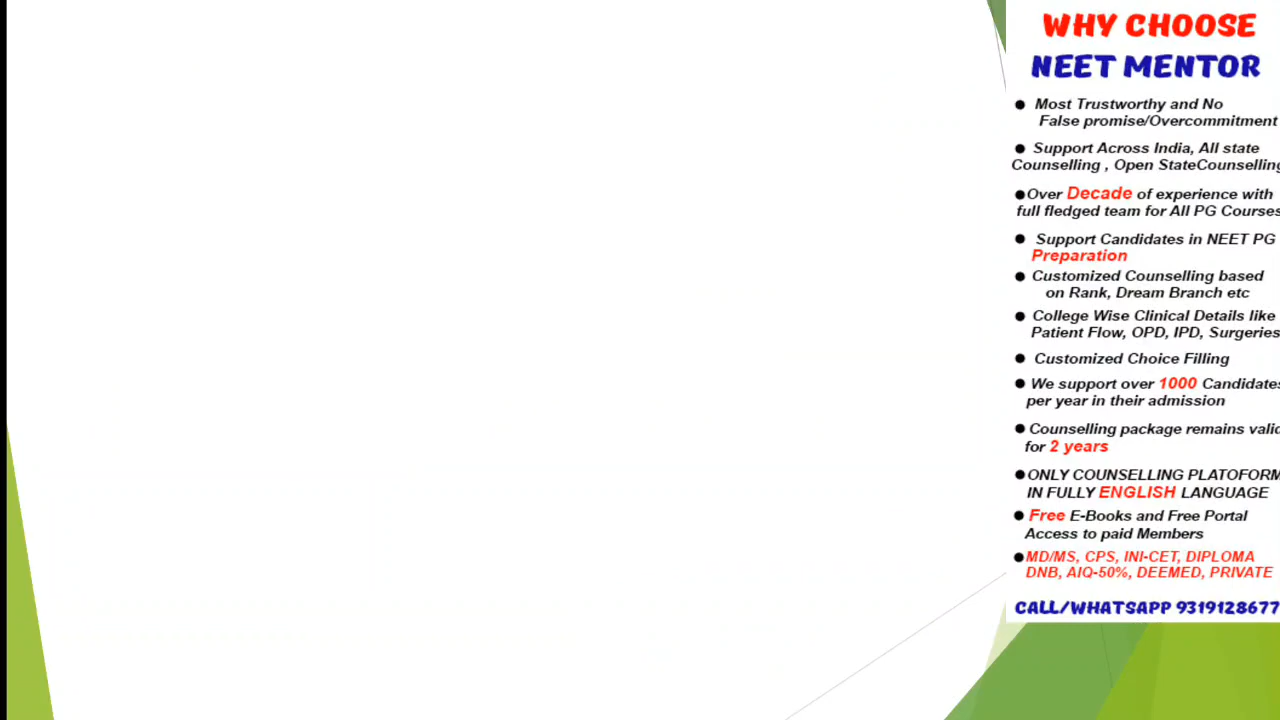 WHY CHOOSE
NEET MENTOR
● Most Trustworthy and No
False promise/Overcommitment
● Support Across India, All state
Counselling , Open StateCounselling
●Over Decade of experience with
full fledged team for All PG Courses
● Support Candidates in NEET PG
Preparation
● Customized Counselling based
on Rank, Dream Branch etc
● College Wise Clinical Details like
Patient Flow, OPD, IPD, Surgeries
● Customized Choice Filling
● We support over 1000 Candidates
per year in their admission
● Counselling package remains valid
for 2 years
●ONLY COUNSELLING PLATOFORM
IN FULLY ENGLISH LANGUAGE
● Free E-Books and Free Portal
Access to paid Members
●MD/MS, CPS, INI-CET, DIPLOMA
DNB, AIQ-50%, DEEMED, PRIVATE
CALL/WHATSAPP 9319128677